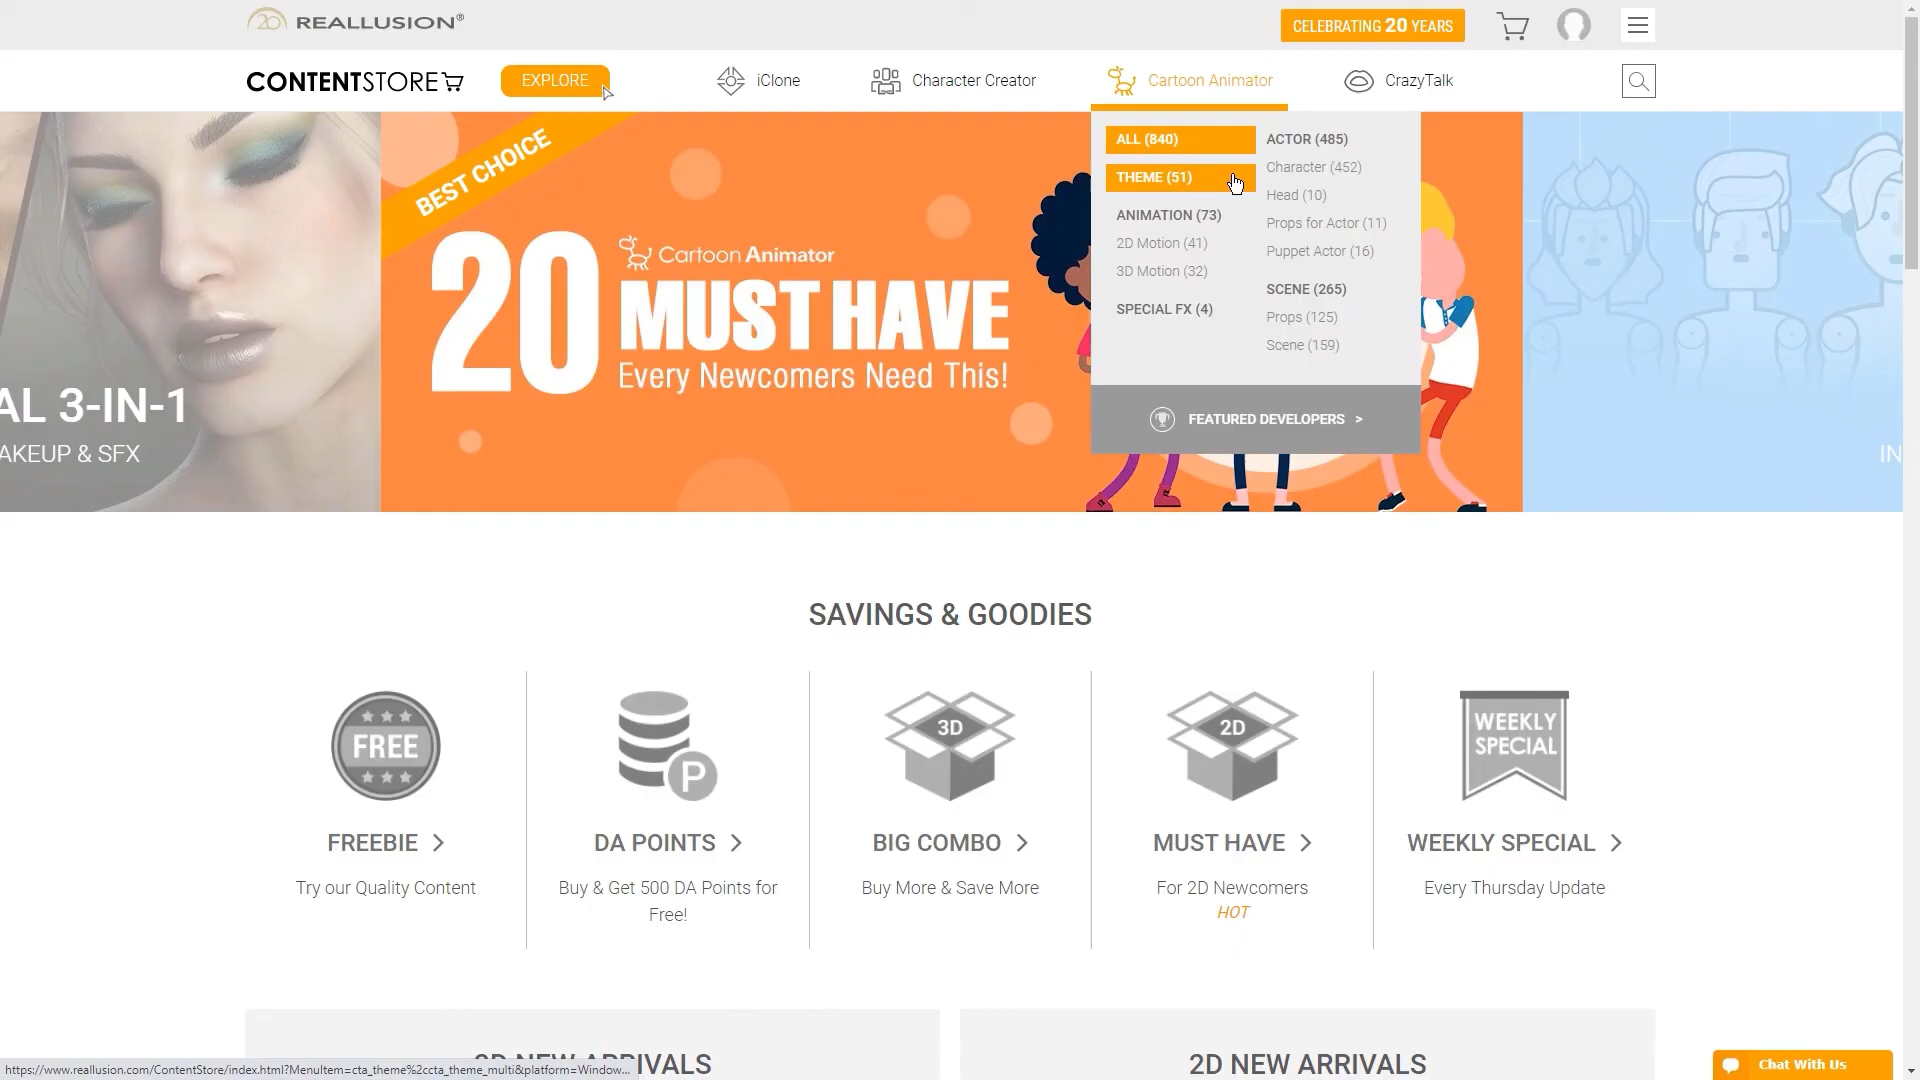 20 REALLUSION®
CELEBRATING 20 YEARS
CONTENTSTORE
EXPLORE
iClone
Character Creator
Cartoon Animator
CrazyTalk
ALL (840)
THEME (51)
ANIMATION (73)
2D Motion (41)
3D Motion (32)
SPECIAL FX (4)
ACTOR (485)
Character (452)
Head (10)
Props for Actor (11)
Puppet Actor (16)
SCENE (265)
Props (125)
Scene (159)
FEATURED DEVELOPERS >
AL 3-IN-1
AKEUP & SFX
BEST CHOICE
20
Cartoon Animator
MUST HAVE
Every Newcomers Need This!
IN
SAVINGS & GOODIES
FREE
FREEBIE >
Try our Quality Content
P
DA POINTS >
Buy & Get 500 DA Points for
Free!
3D
BIG COMBO >
Buy More & Save More
2D
MUST HAVE >
For 2D Newcomers
HOT
WEEKLY
SPECIAL
WEEKLY SPECIAL >
Every Thursday Update
3D NEW ARRIVALS
2D NEW ARRIVALS
https://www.reallusion.com/ContentStore/index.html?MenuItem=cta_theme%2ccta_theme_multi&platform=Window...
Chat With Us